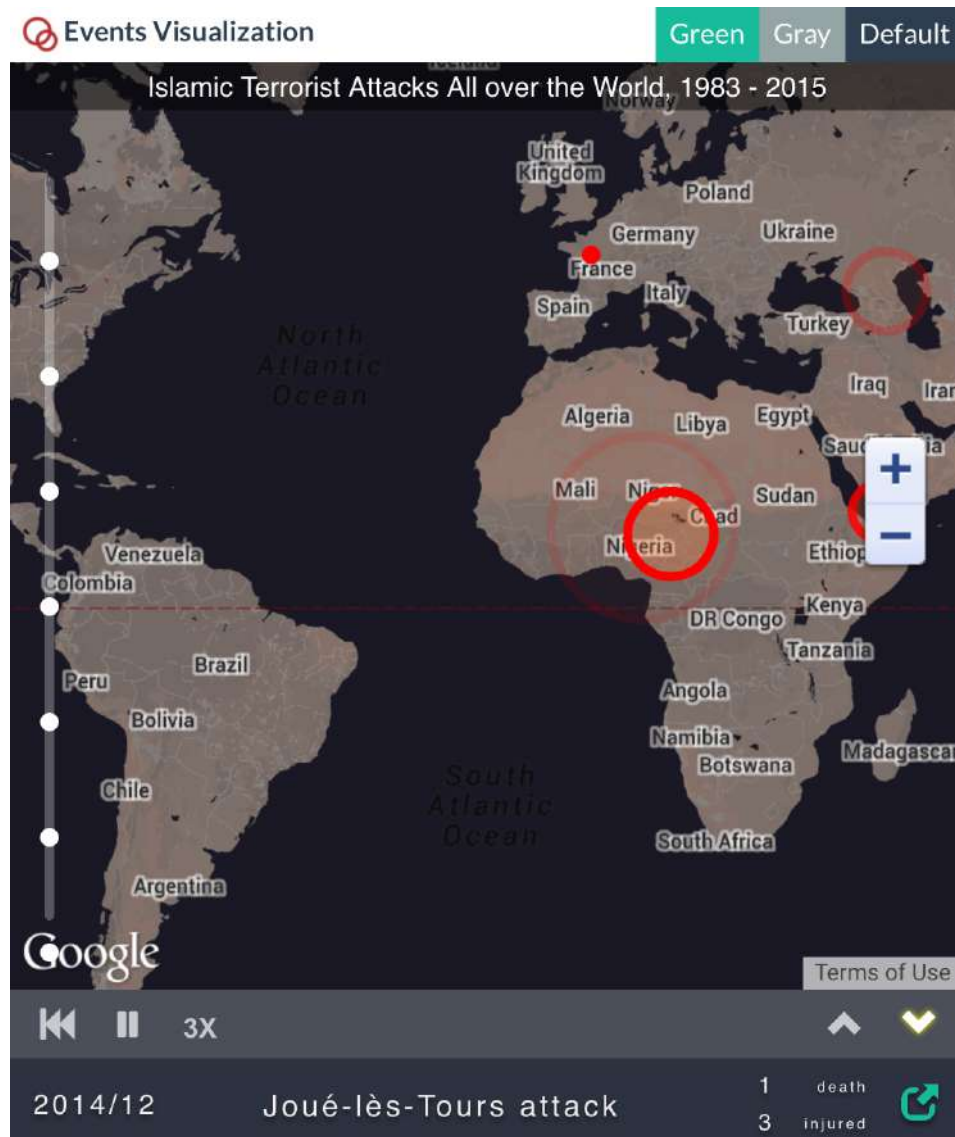 Events Visualization
Green
Gray
Default
Islamic Terrorist Attacks All over the World, 1983 - 2015
Norway
United
Kingdom
Poland
Germany
Ukraine
France
Spain
Italy
Turkey
North
Atlantic
Ocean
Iraq
Iran
Algeria
Libya
Egypt
Mali
Niger
Chad
Sudan
+
−
Nigeria
Venezuela
Colombia
DR Congo
Kenya
Tanzania
Brazil
Peru
Angola
Bolivia
Namibia
Botswana
Madagascar
South
Atlantic
Ocean
Chile
South Africa
Argentina
Google
Terms of Use
3X
2014/12
Joué-lès-Tours attack
1 death
3 injured